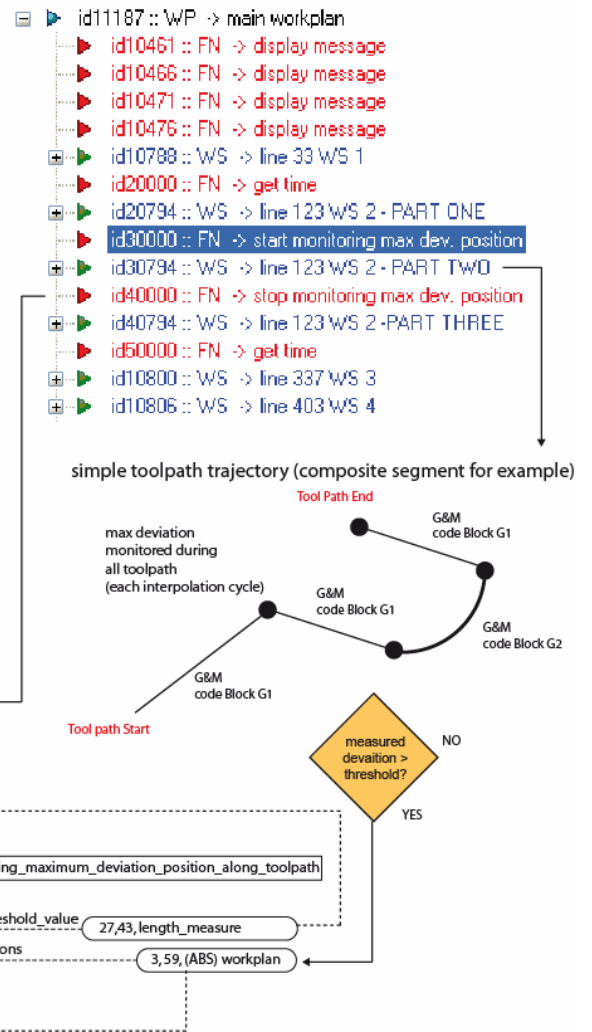 id11187 :: WP -> main workplan
id10461 :: FN -> display message
id10466 :: FN -> display message
id10471 :: FN -> display message
id10476 :: FN -> display message
id10788 :: WS -> line 33 WS 1
id20000 :: FN -> get time
id20794 :: WS -> line 123 WS 2 - PART ONE
id30000 :: FN -> start monitoring max dev. position
id30794 :: WS -> line 123 WS 2 - PART TWO
id40000 :: FN -> stop monitoring max dev. position
id40794 :: WS -> line 123 WS 2 -PART THREE
id50000 :: FN -> get time
id10800 :: WS -> line 337 WS 3
id10806 :: WS -> line 403 WS 4
simple toolpath trajectory (composite segment for example)
Tool Path End
G&M
code Block G1
max deviation
monitored during
all toolpath
(each interpolation cycle)
G&M
code Block G1
G&M
code Block G2
G&M
code Block G1
Tool path Start
measured
devaition >
threshold?
NO
YES
ing_maximum_deviation_position_along_toolpath
eshold_value
27,43, length_measure
ons
3,59, (ABS) workplan